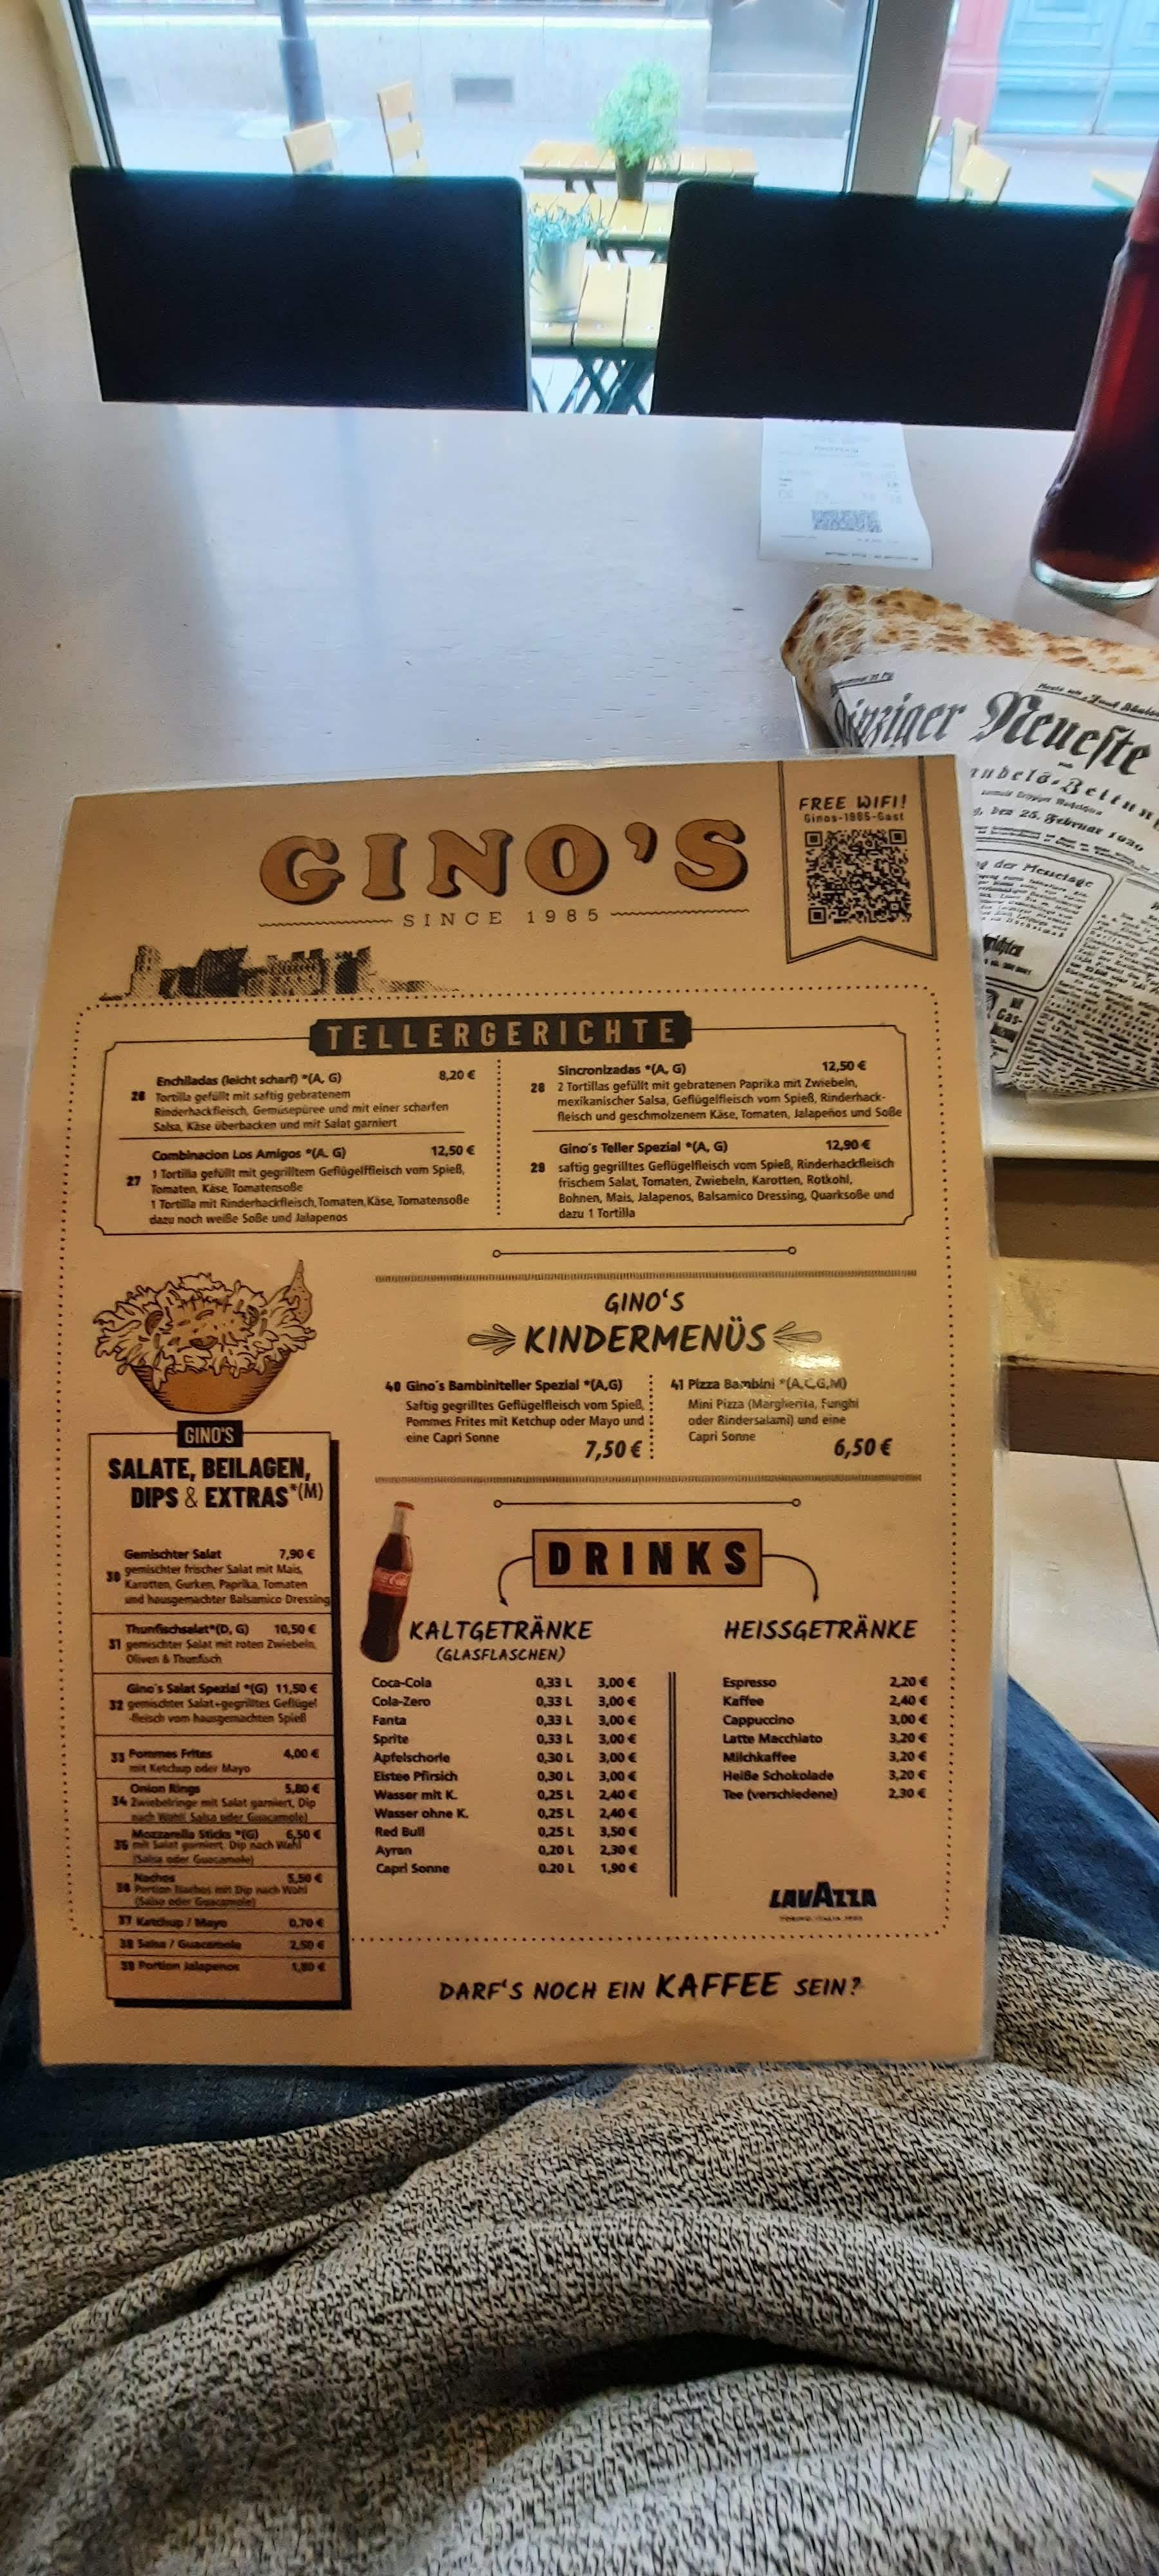 Leipziger Neueste
den 25. Februar 1930
FREE WIFI!
Ginos-1985-Gast
GINO'S
SINCE 1985
TELLERGERICHTE
Enchiladas (leicht scharf) *(A, G) 8,20 €
26 Tortilla gefüllt mit saftig gebratenem
Rinderhackfleisch, Gemüsepüree und mit einer scharfen
Salsa, Käse überbacken und mit Salat garniert
Combinacion Los Amigos *(A. G) 12,50 €
27 1 Tortilla gefüllt mit gegrilltem Geflügelffleisch vom Spieß,
Tomaten, Käse, Tomatensoße
1 Tortilla mit Rinderhackfleisch, Tomaten, Käse, Tomatensoße
dazu noch weiße Soße und Jalapenos
Sincronizadas *(A, G) 12,50 €
28 2 Tortillas gefüllt mit gebratenen Paprika mit Zwiebeln,
mexikanischer Salsa, Geflügelfleisch vom Spieß, Rinderhack-
fleisch und geschmolzenem Käse, Tomaten, Jalapeños und Soße
Gino´s Teller Spezial *(A, G) 12,90 €
29 saftig gegrilltes Geflügelfleisch vom Spieß, Rinderhackfleisch
frischem Salat, Tomaten, Zwiebeln, Karotten, Rotkohl,
Bohnen, Mais, Jalapenos, Balsamico Dressing, Quarksoße und
dazu 1 Tortilla
GINO'S
KINDERMENÜS
40 Gino´s Bambiniteller Spezial *(A,G)
Saftig gegrilltes Geflügelfleisch vom Spieß,
Pommes Frites mit Ketchup oder Mayo und
eine Capri Sonne
7,50 €
41 Pizza Bambini *(A,C,G,M)
Mini Pizza (Margherita, Funghi
oder Rindersalami) und eine
Capri Sonne
6,50 €
GINO'S
SALATE, BEILAGEN,
DIPS & EXTRAS*(M)
Gemischter Salat 7,90 €
30 gemischter frischer Salat mit Mais,
Karotten, Gurken, Paprika, Tomaten
und hausgemachter Balsamico Dressing
Thunfischsalat*(D, G) 10,50 €
31 gemischter Salat mit roten Zwiebeln,
Oliven & Thunfisch
Gino´s Salat Spezial *(G) 11,50 €
32 gemischter Salat+gegrilltes Geflügel
-fleisch vom hausgemachten Spieß
33 Pommes Frites 4,00 €
mit Ketchup oder Mayo
Onion Rings 5,80 €
34 Zwiebelringe mit Salat garniert, Dip
nach Wahl( Salsa oder Guacamole)
Mozzarella Sticks *(G) 6,50 €
35 mit Salat garniert, Dip nach Wahl
(Salsa oder Guacamole)
Nachos 5,50 €
36 Portion Nachos mit Dip nach Wahl
(Salsa oder Guacamole)
37 Ketchup / Mayo 0,70 €
38 Salsa / Guacamole 2,50 €
39 Portion Jalapenos 1,80 €
DRINKS
KALTGETRÄNKE
(GLASFLASCHEN)
Coca-Cola 0,33 L 3,00 €
Cola-Zero 0,33 L 3,00 €
Fanta 0,33 L 3,00 €
Sprite 0,33 L 3,00 €
Apfelschorle 0,30 L 3,00 €
Eistee Pfirsich 0,30 L 3,00 €
Wasser mit K. 0,25 L 2,40 €
Wasser ohne K. 0,25 L 2,40 €
Red Bull 0,25 L 3,50 €
Ayran 0,20 L 2,30 €
Capri Sonne 0.20 L 1,90 €
HEISSGETRÄNKE
Espresso 2,20 €
Kaffee 2,40 €
Cappuccino 3,00 €
Latte Macchiato 3,20 €
Milchkaffee 3,20 €
Heiße Schokolade 3,20 €
Tee (verschiedene) 2,30 €
LAVAZZA
DARF'S NOCH EIN KAFFEE SEIN?